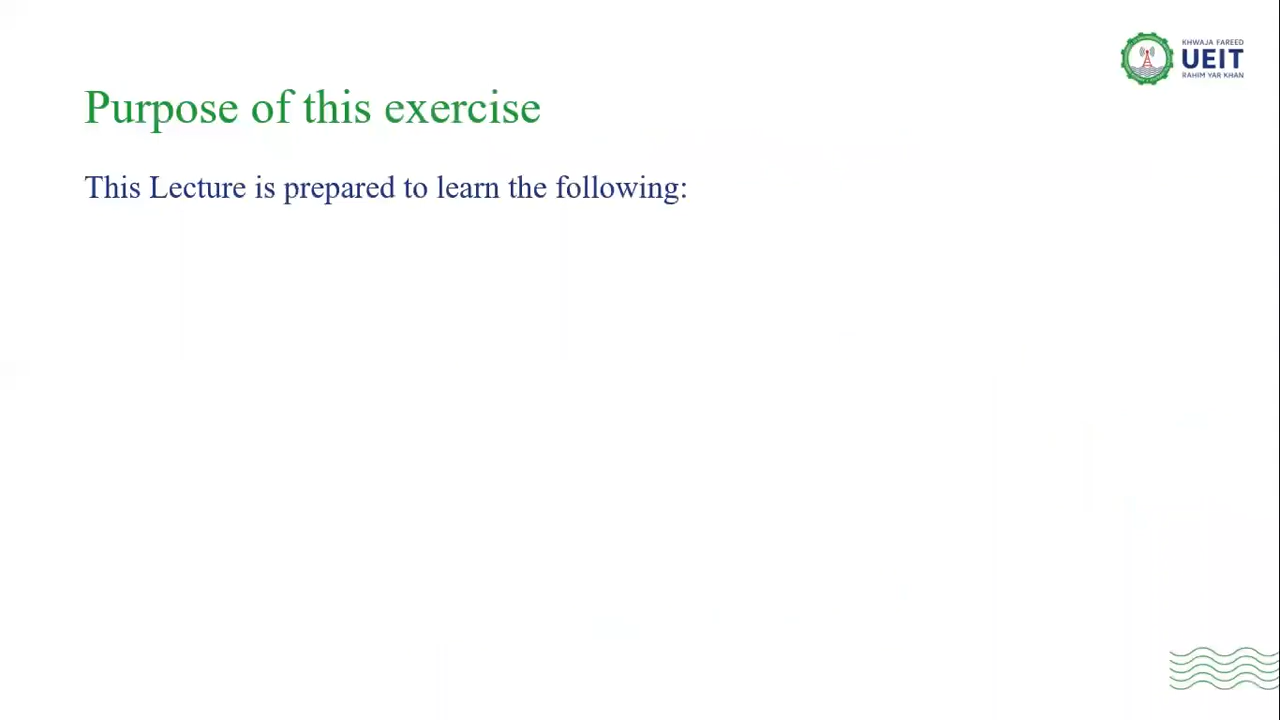 KHWAJA FAREED
UEIT
RAHIM YAR KHAN
Purpose of this exercise
This Lecture is prepared to learn the following: